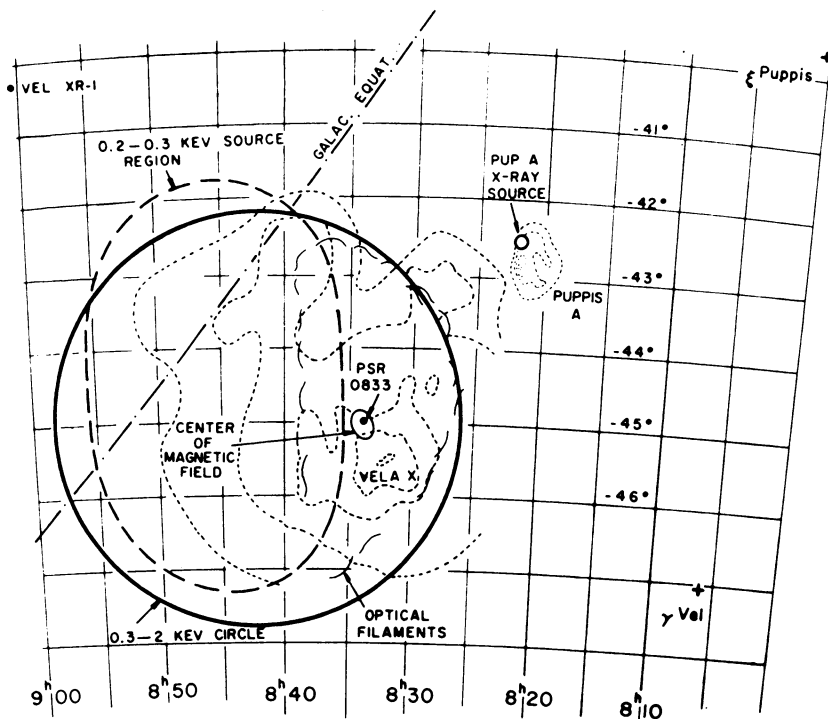 ξ Puppis
VEL XR-1
GALAC. EQUAT.
-41°
0.2-0.3 KEV SOURCE
REGION
PUP A
X-RAY
SOURCE
-42°
-43°
PUPPIS
A
-44°
PSR
0833
CENTER
OF
MAGNETIC
FIELD
-45°
VELA X
-46°
γ Vel
OPTICAL
FILAMENTS
0.3-2 KEV CIRCLE
9h00
8h50
8h40
8h30
8h20
8h10